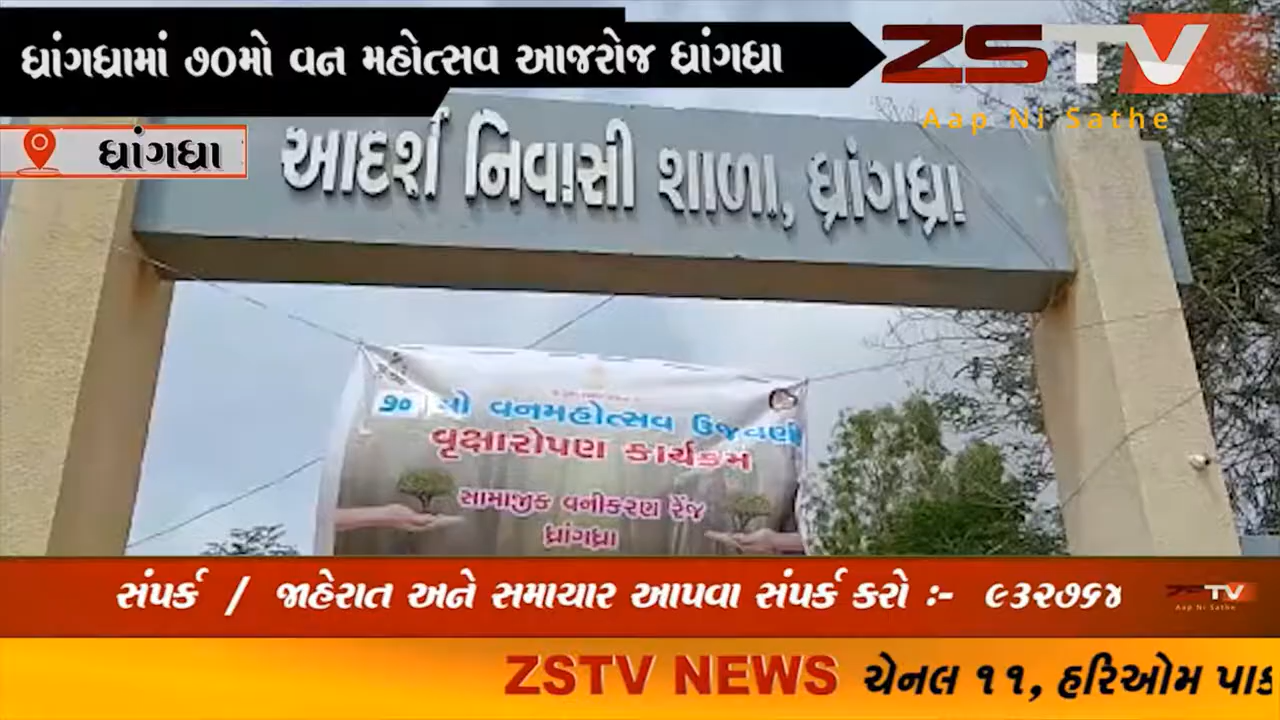 ધ્રાંગધ્રામાં ૭૦મો વન મહોત્સવ આજરોજ ધ્રાંગધ્રા
ZSTV
Aap Ni Sathe
ધ્રાંગધ્રા
આદર્શ નિવાસી શાળા, ધ્રાંગધ્રા
૭૦ મો વનમહોત્સવ ઉજવણી
વૃક્ષારોપણ કાર્યક્રમ
સામાજીક વનીકરણ રેંજ
ધ્રાંગધ્રા
સંપર્ક / જાહેરાત અને સમાચાર આપવા સંપર્ક કરો :- ૯૩૨૭૬૪
ZSTV
Aap Ni Sathe
ZSTV NEWS ચેનલ ૧૧, હરિઓમ પાર્ક